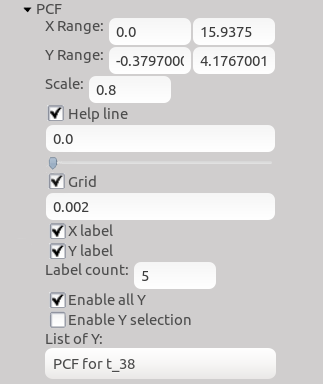 PCF
X Range: 0.0 15.9375
Y Range: -0.3797000 4.1767001
Scale: 0.8
Help line
0.0
Grid
0.002
X label
Y label
Label count: 5
Enable all Y
Enable Y selection
List of Y:
PCF for t_38